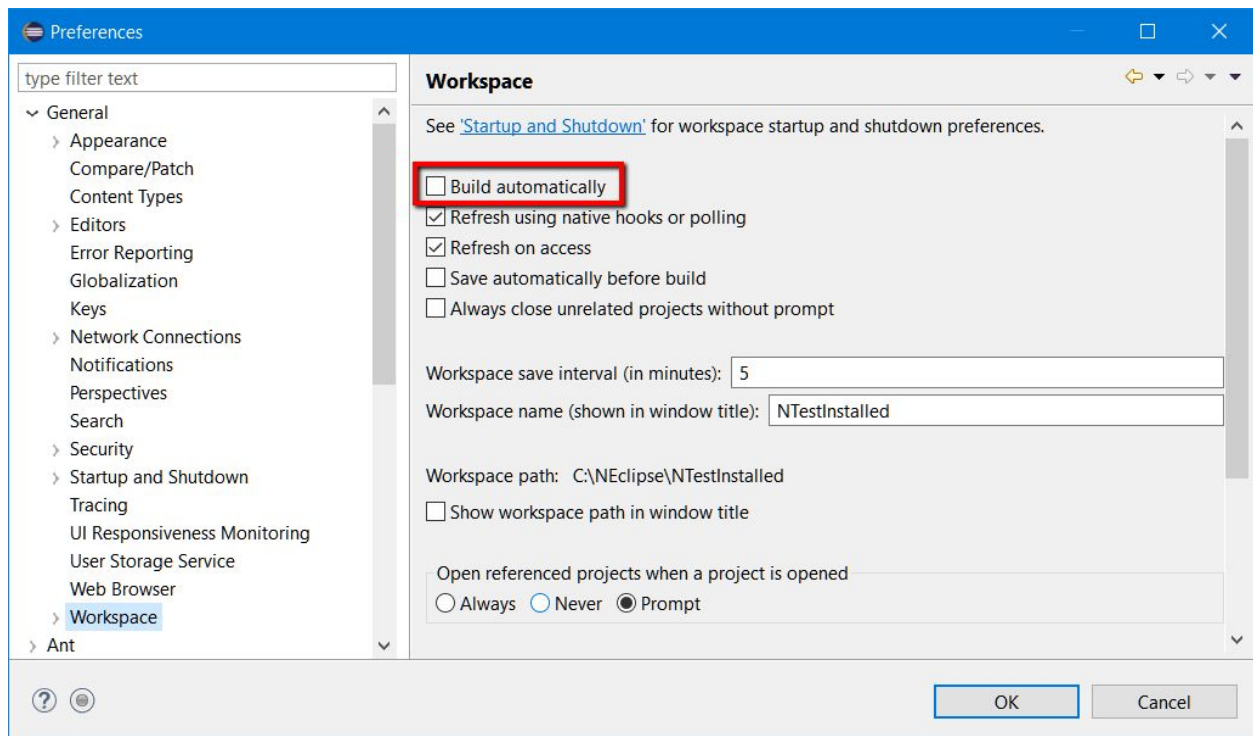 Preferences
type filter text
General
Appearance
Compare/Patch
Content Types
Editors
Error Reporting
Globalization
Keys
Network Connections
Notifications
Perspectives
Search
Security
Startup and Shutdown
Tracing
UI Responsiveness Monitoring
User Storage Service
Web Browser
Workspace
Ant
Workspace
See 'Startup and Shutdown' for workspace startup and shutdown preferences.
Build automatically
Refresh using native hooks or polling
Refresh on access
Save automatically before build
Always close unrelated projects without prompt
Workspace save interval (in minutes): 5
Workspace name (shown in window title): NTestInstalled
Workspace path: C:\NEclipse\NTestInstalled
Show workspace path in window title
Open referenced projects when a project is opened
Always Never Prompt
OK Cancel